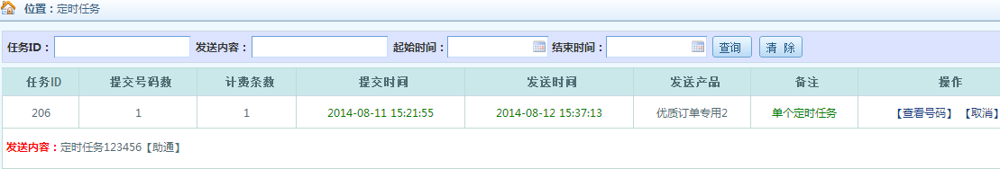 位置：定时任务
任务ID： 发送内容： 起始时间： 结束时间： 查询 清 除
任务ID 提交号码数 计费条数 提交时间 发送时间 发送产品 备注 操作
206 1 1 2014-08-11 15:21:55 2014-08-12 15:37:13 优质订单专用2 单个定时任务 【查看号码】 【取消】
发送内容：定时任务123456【助通】